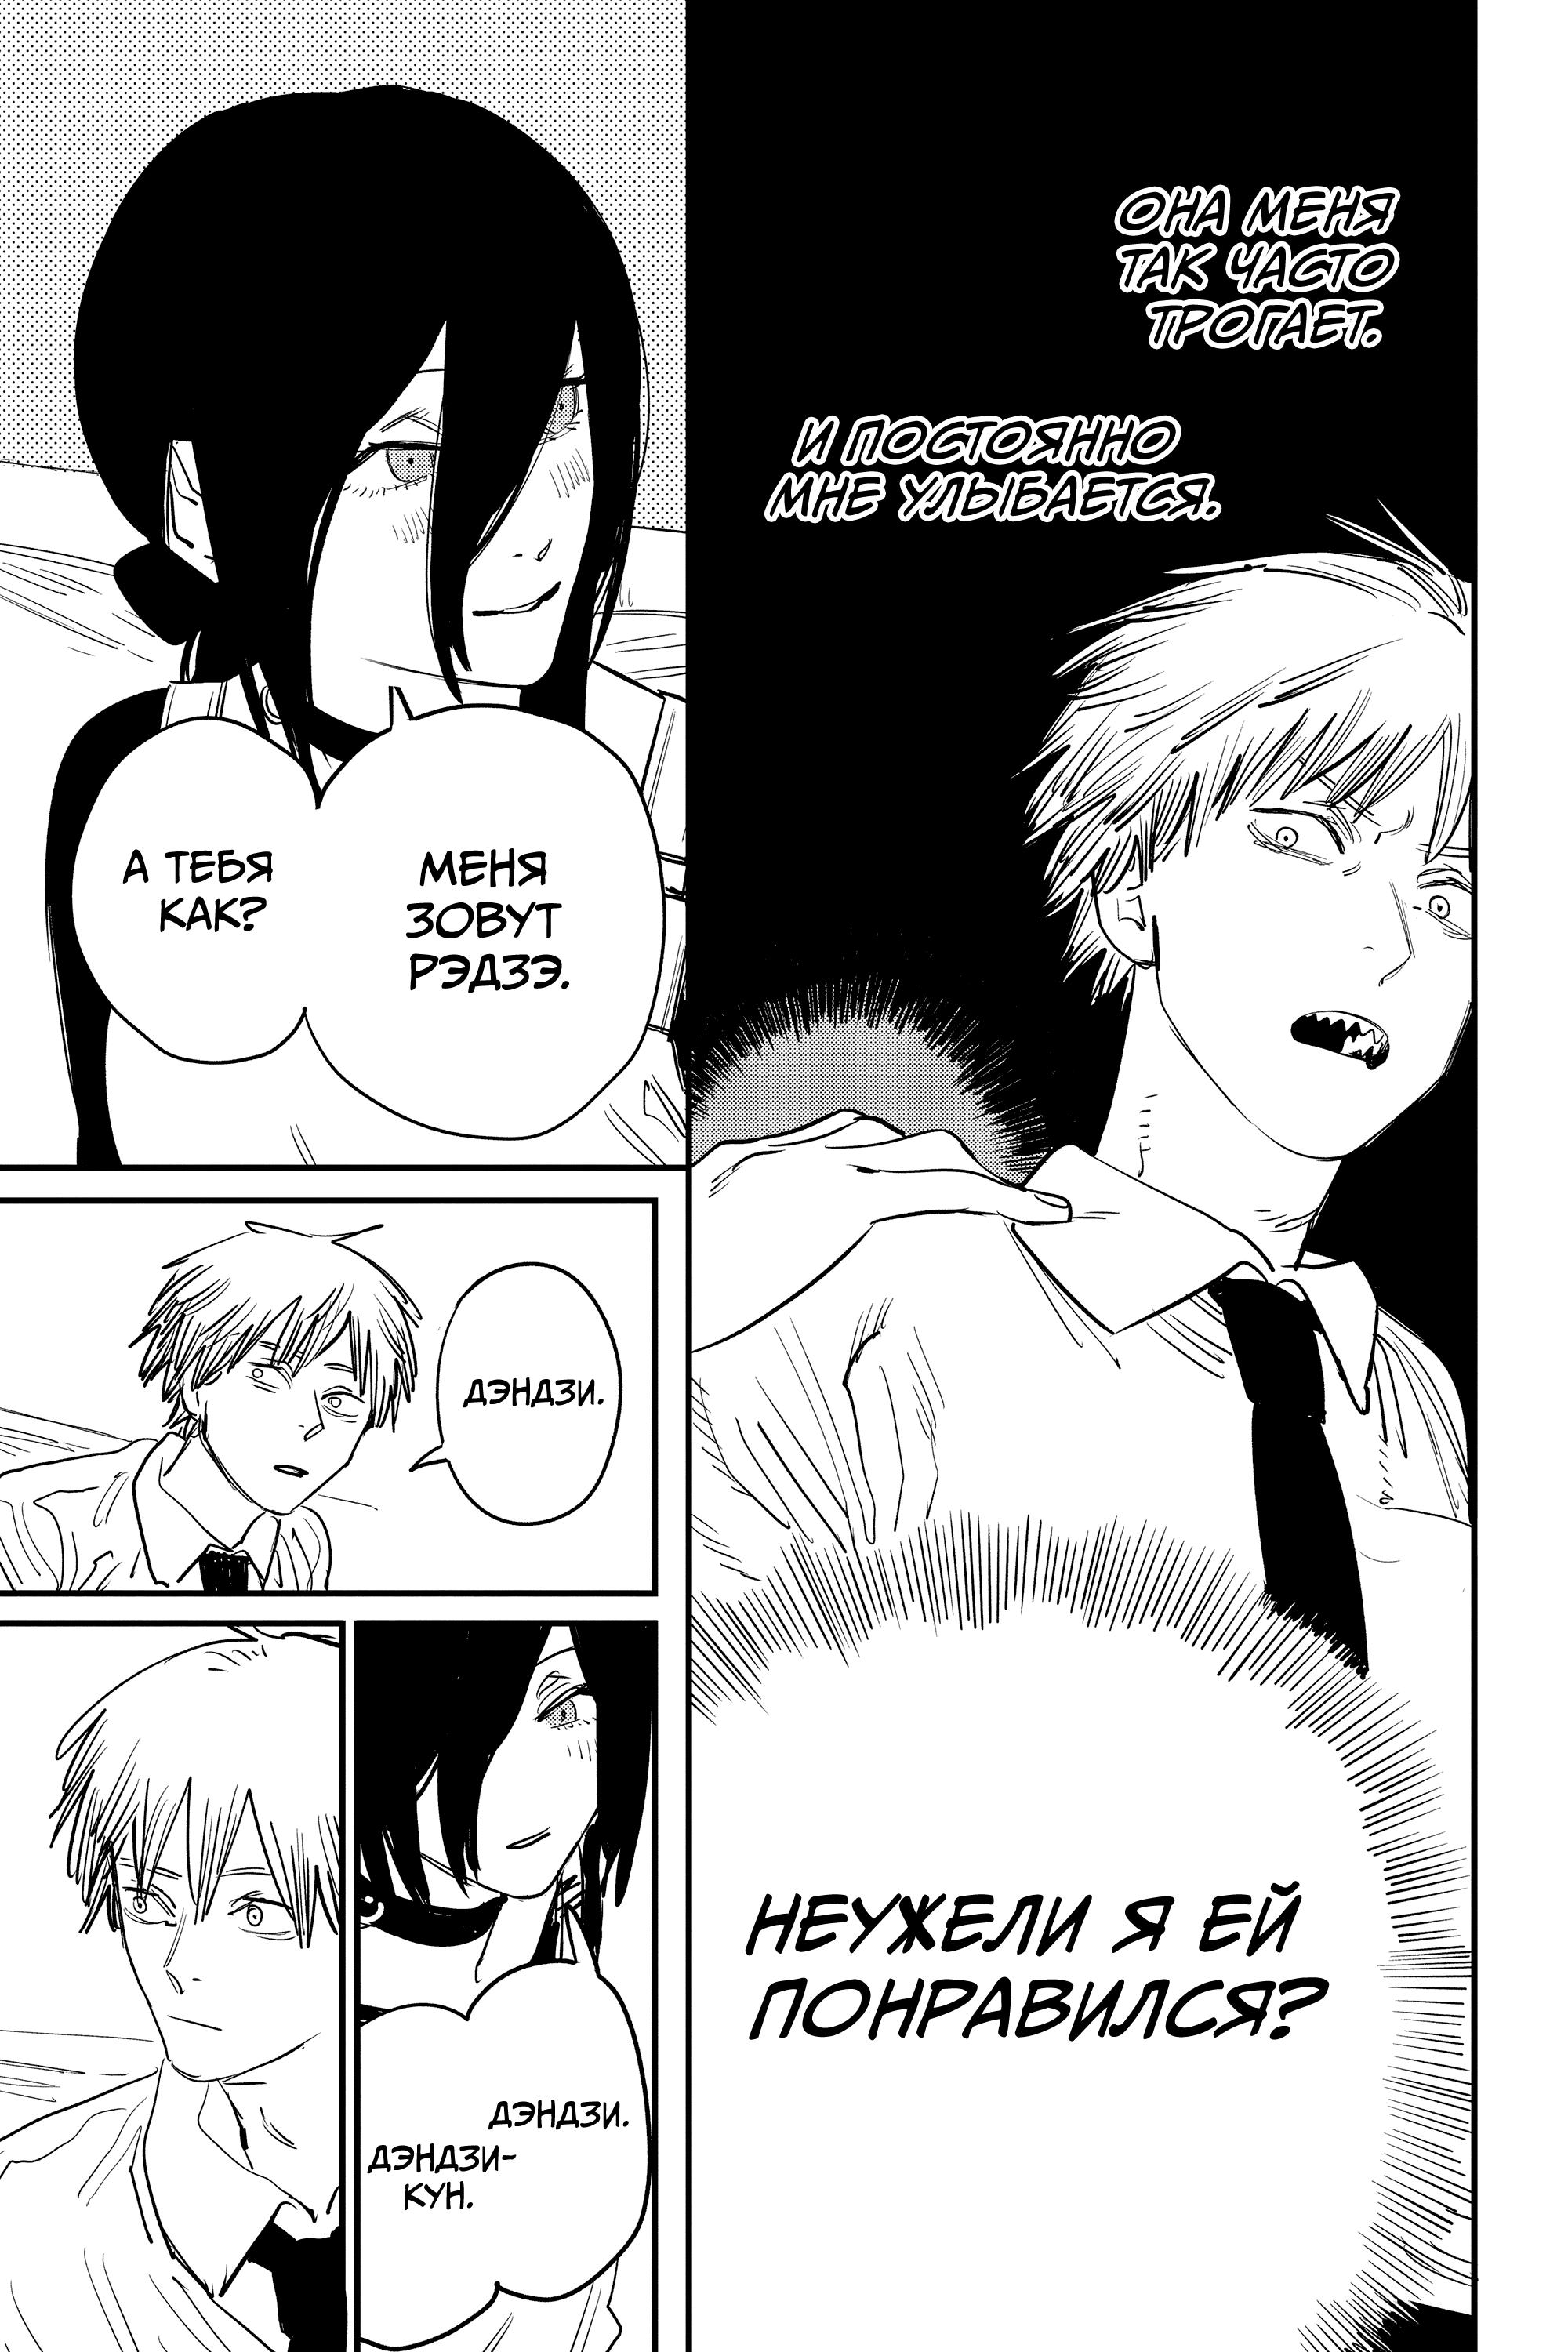 ОНА МЕНЯ
ТАК ЧАСТО
ТРОГАЕТ.
И ПОСТОЯННО
МНЕ УЛЫБАЕТСЯ.
НЕУЖЕЛИ Я ЕЙ
ПОНРАВИЛСЯ?
МЕНЯ
ЗОВУТ
РЭДЗЭ.
А ТЕБЯ
КАК?
ДЭНДЗИ.
ДЭНДЗИ.
ДЭНДЗИ-
КУН.